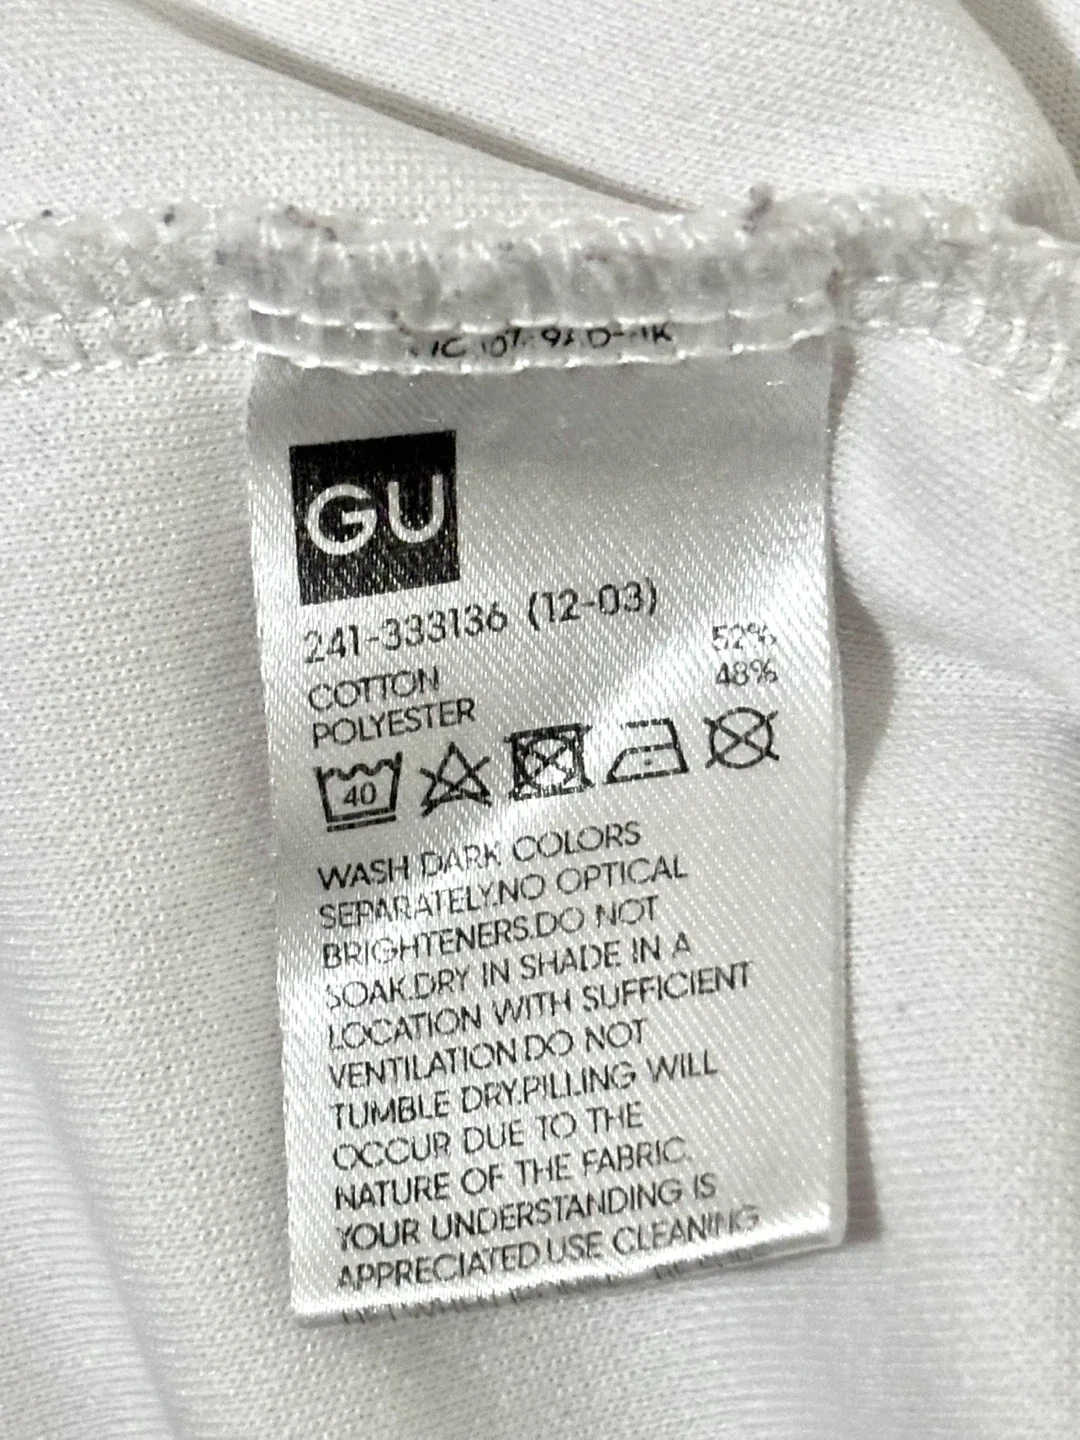 GU
241-333136 (12-03)
COTTON 52%
POLYESTER 48%
40
WASH DARK COLORS
SEPARATELY.NO OPTICAL
BRIGHTENERS.DO NOT
SOAK.DRY IN SHADE IN A
LOCATION WITH SUFFICIENT
VENTILATION.DO NOT
TUMBLE DRY.PILLING WILL
OCCUR DUE TO THE
NATURE OF THE FABRIC.
YOUR UNDERSTANDING IS
APPRECIATED.USE CLEANING